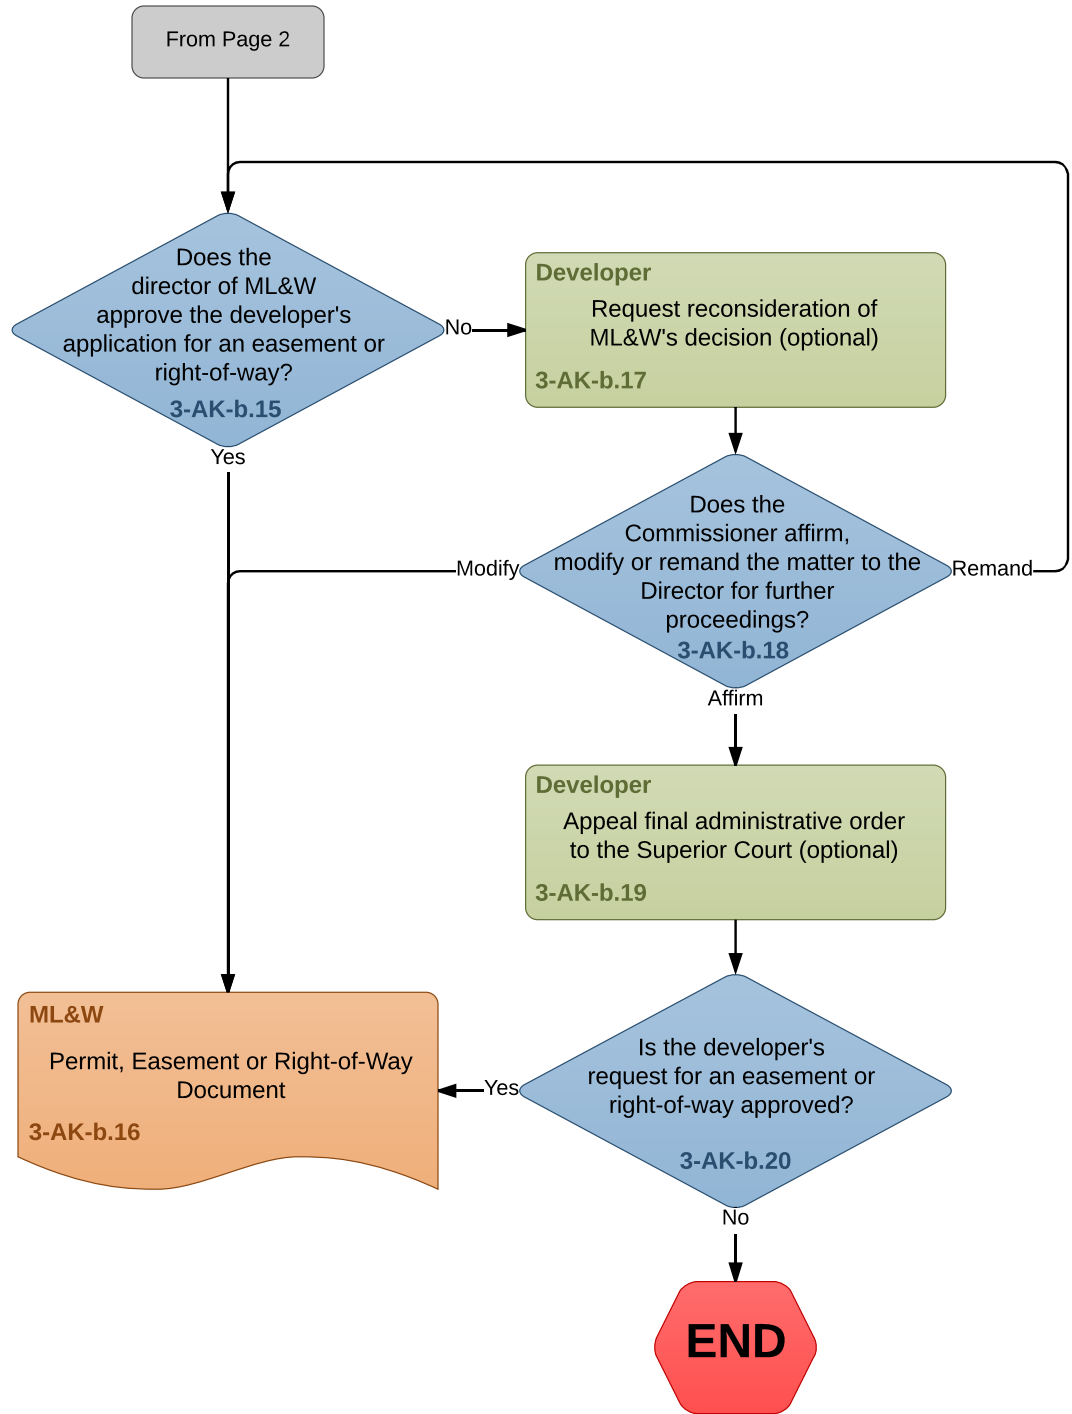 From Page 2
Does the
director of ML&W
approve the developer's
application for an easement or
right-of-way?
3-AK-b.15
No
Yes
Developer
Request reconsideration of
ML&W's decision (optional)
3-AK-b.17
Does the
Commissioner affirm,
modify or remand the matter to the
Director for further
proceedings?
3-AK-b.18
Modify
Remand
Affirm
Developer
Appeal final administrative order
to the Superior Court (optional)
3-AK-b.19
ML&W
Permit, Easement or Right-of-Way
Document
3-AK-b.16
Is the developer's
request for an easement or
right-of-way approved?
3-AK-b.20
Yes
No
END